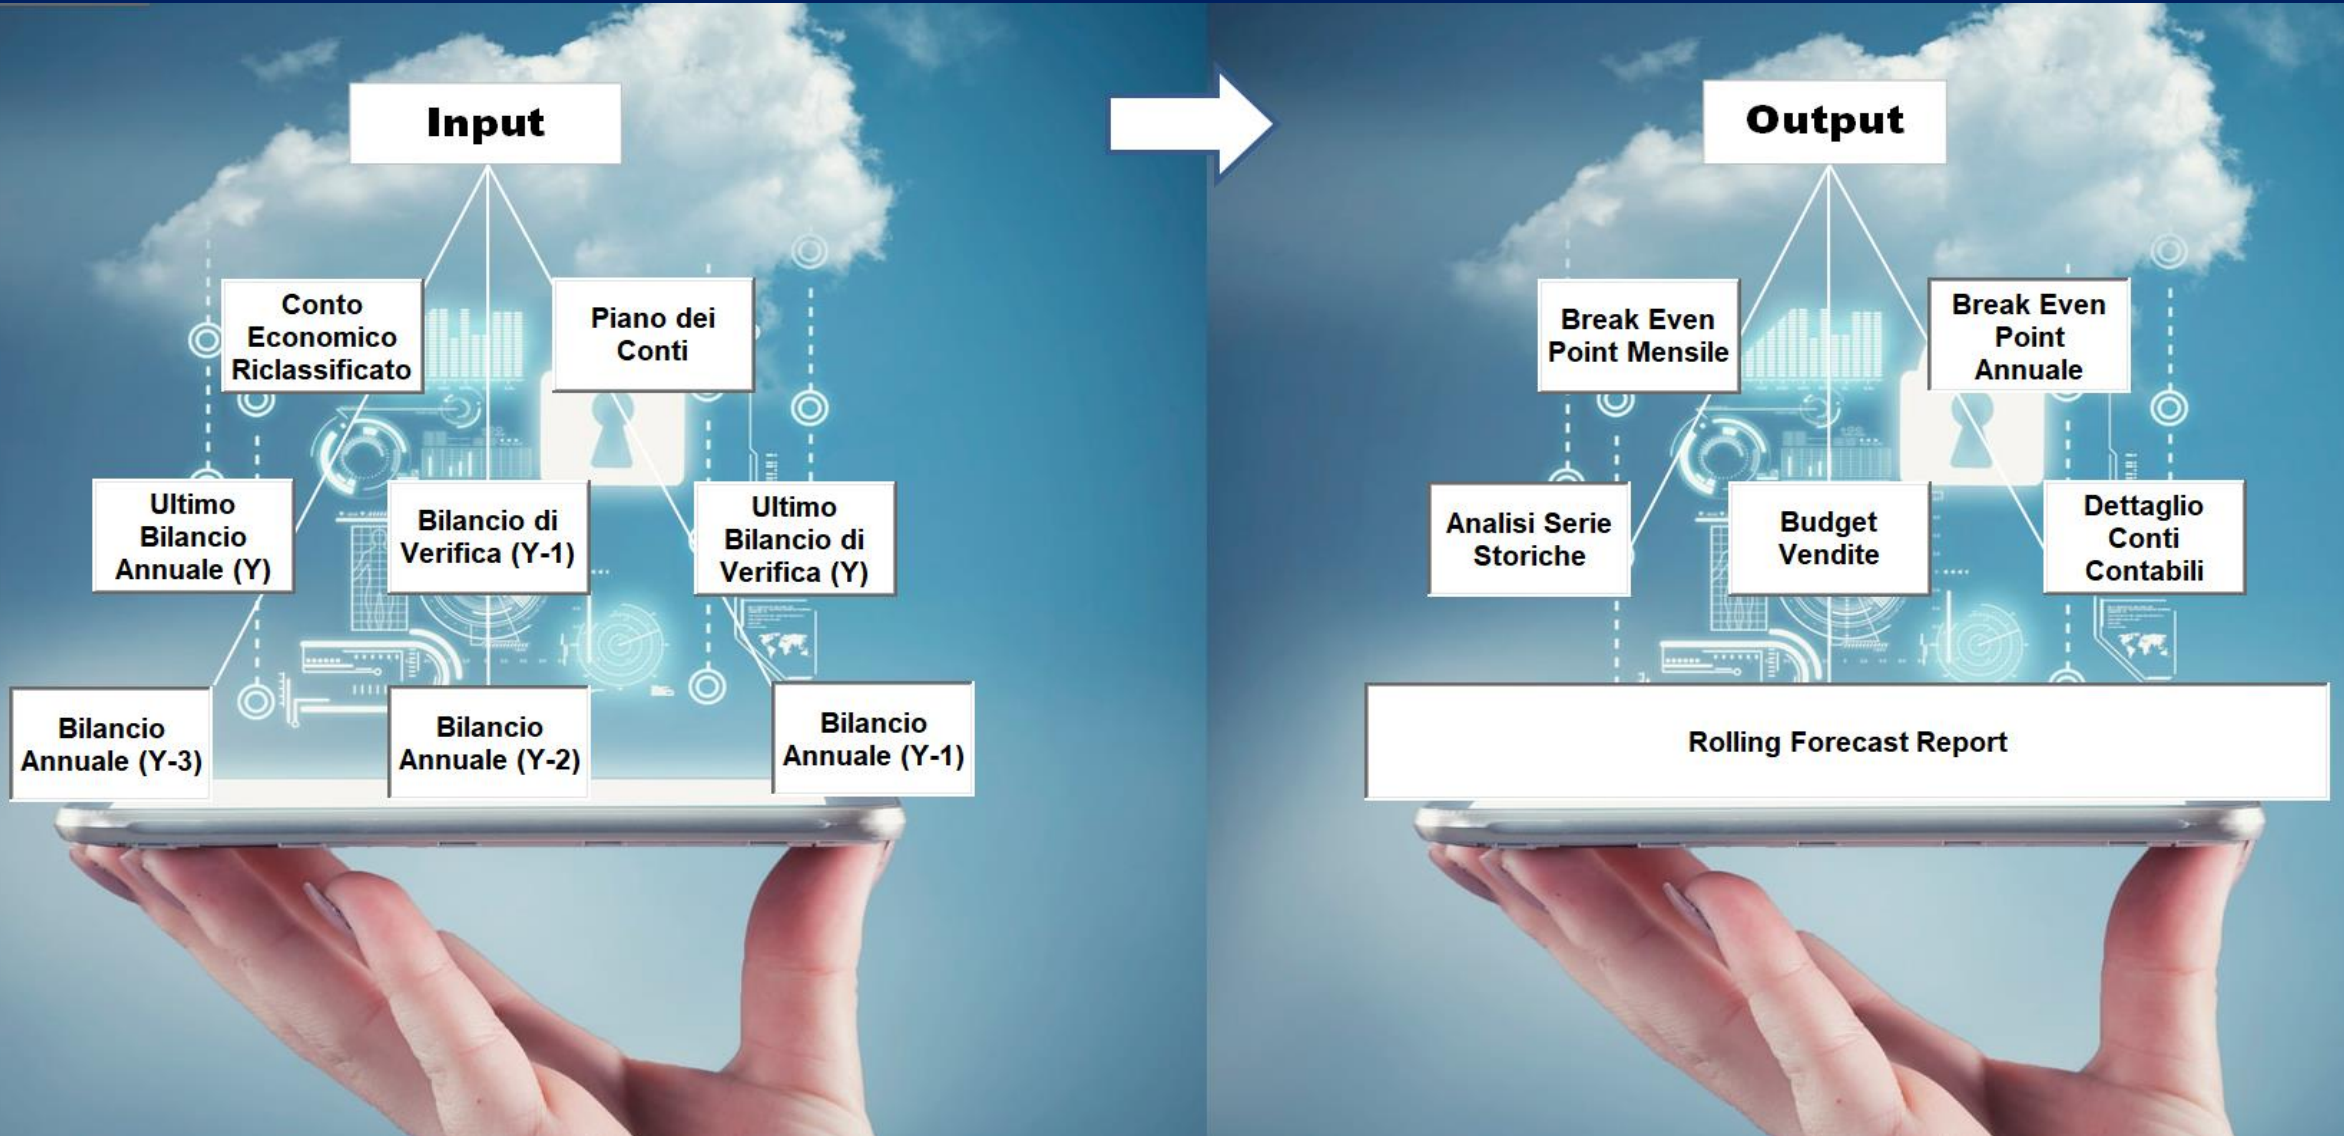 Input
Conto
Economico
Riclassificato
Piano dei
Conti
Ultimo
Bilancio
Annuale (Y)
Bilancio di
Verifica (Y-1)
Ultimo
Bilancio di
Verifica (Y)
Bilancio
Annuale (Y-3)
Bilancio
Annuale (Y-2)
Bilancio
Annuale (Y-1)
Output
Break Even
Point Mensile
Break Even
Point
Annuale
Analisi Serie
Storiche
Budget
Vendite
Dettaglio
Conti
Contabili
Rolling Forecast Report